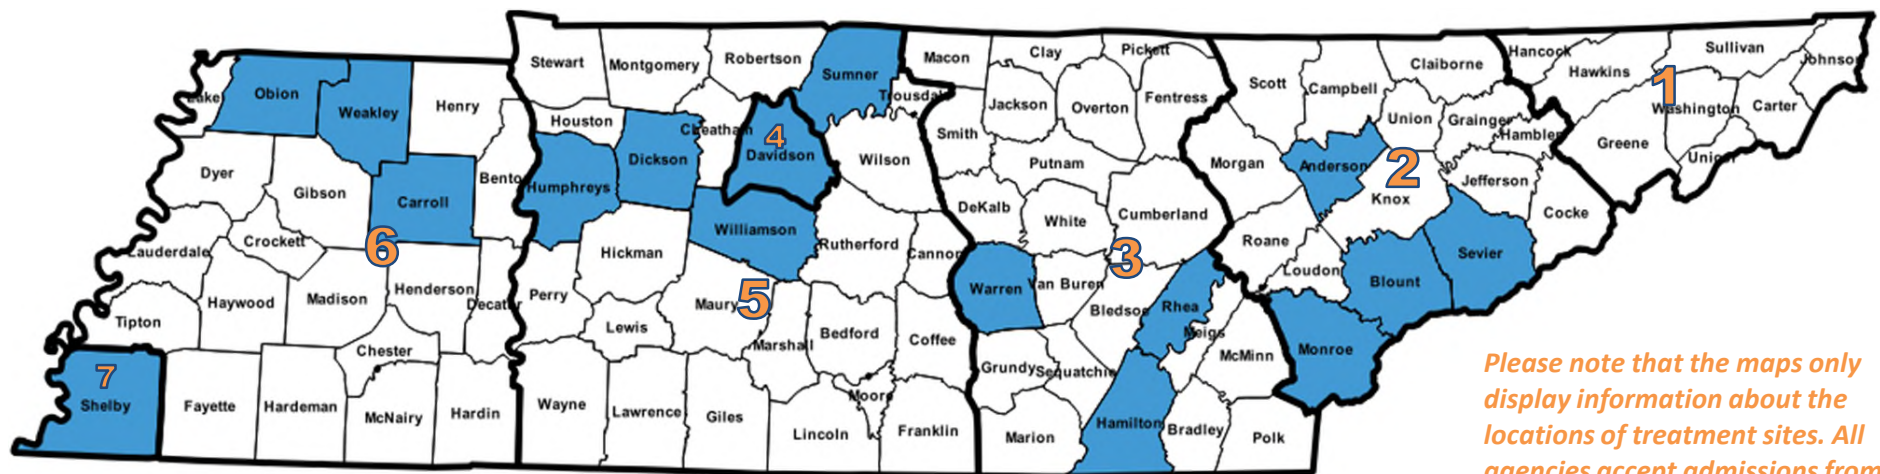 Stewart
Montgomery
Robertson
Sumner
Macon
Clay
Pickett
Scott
Campbell
Claiborne
Hancock
Hawkins
Sullivan
Johnson
1
Washington
Carter
Greene
Unicoi
Lake
Obion
Weakley
Henry
Houston
Dickson
Cheatham
4
Davidson
Trousdale
Wilson
Smith
Jackson
Overton
Fentress
Putnam
Morgan
Anderson
Union
Grainger
Hamblen
2
Knox
Jefferson
Cocke
Dyer
Gibson
Carroll
Benton
Humphreys
Williamson
Rutherford
Cannon
DeKalb
White
Cumberland
3
Roane
Loudon
Blount
Sevier
Lauderdale
Crockett
6
Haywood
Madison
Henderson
Decatur
Perry
Hickman
Maury
5
Lewis
Marshall
Bedford
Coffee
Warren
Van Buren
Bledsoe
Rhea
Meigs
McMinn
Monroe
Tipton
7
Shelby
Fayette
Hardeman
Chester
McNairy
Hardin
Wayne
Lawrence
Giles
Lincoln
Moore
Franklin
Grundy
Sequatchie
Marion
Hamilton
Bradley
Polk
Please note that the maps only
display information about the
locations of treatment sites. All
agencies accept admissions from